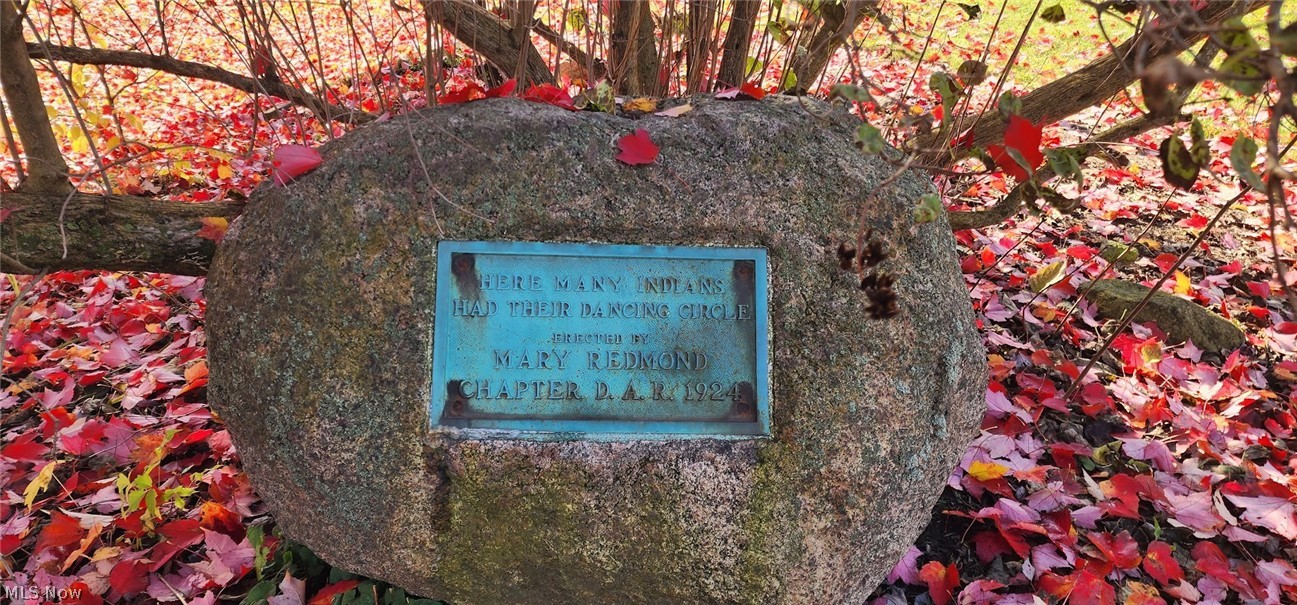 HERE MANY INDIANS
HAD THEIR DANCING CIRCLE
ERECTED BY
MARY REDMOND
CHAPTER D. A. R. 1924
MLS Now